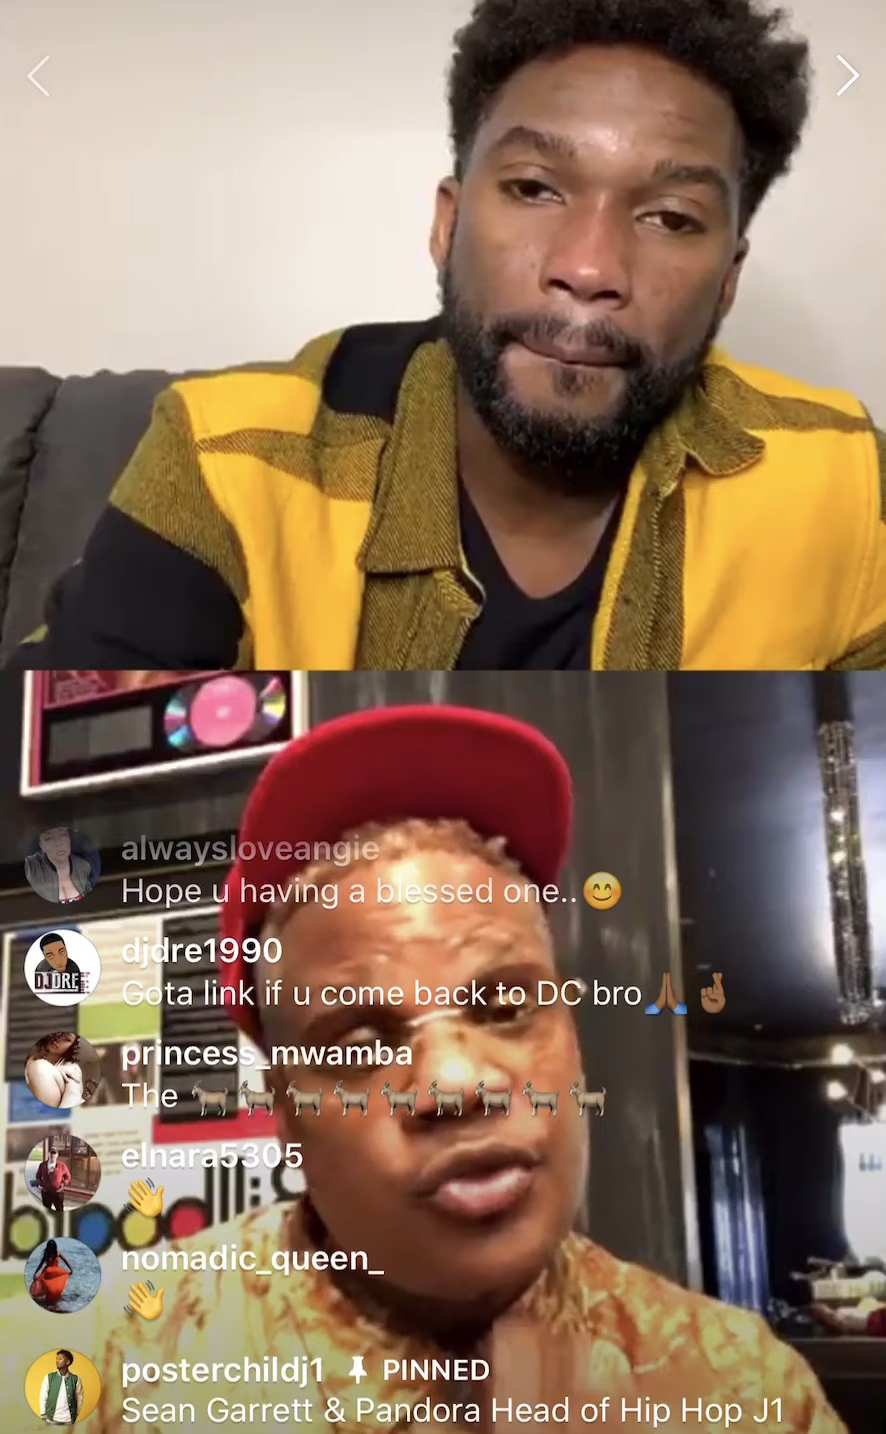 alwaysloveangie
Hope u having a blessed one..😊
djdre1990
DJDRE
Gota link if u come back to DC bro🙏🏾🤞🏾
princess_mwamba
The 🐐🐐🐐🐐🐐🐐🐐🐐🐐
elnara5305
👋
nomadic_queen_
👋
posterchildj1 📌 PINNED
Sean Garrett & Pandora Head of Hip Hop J1